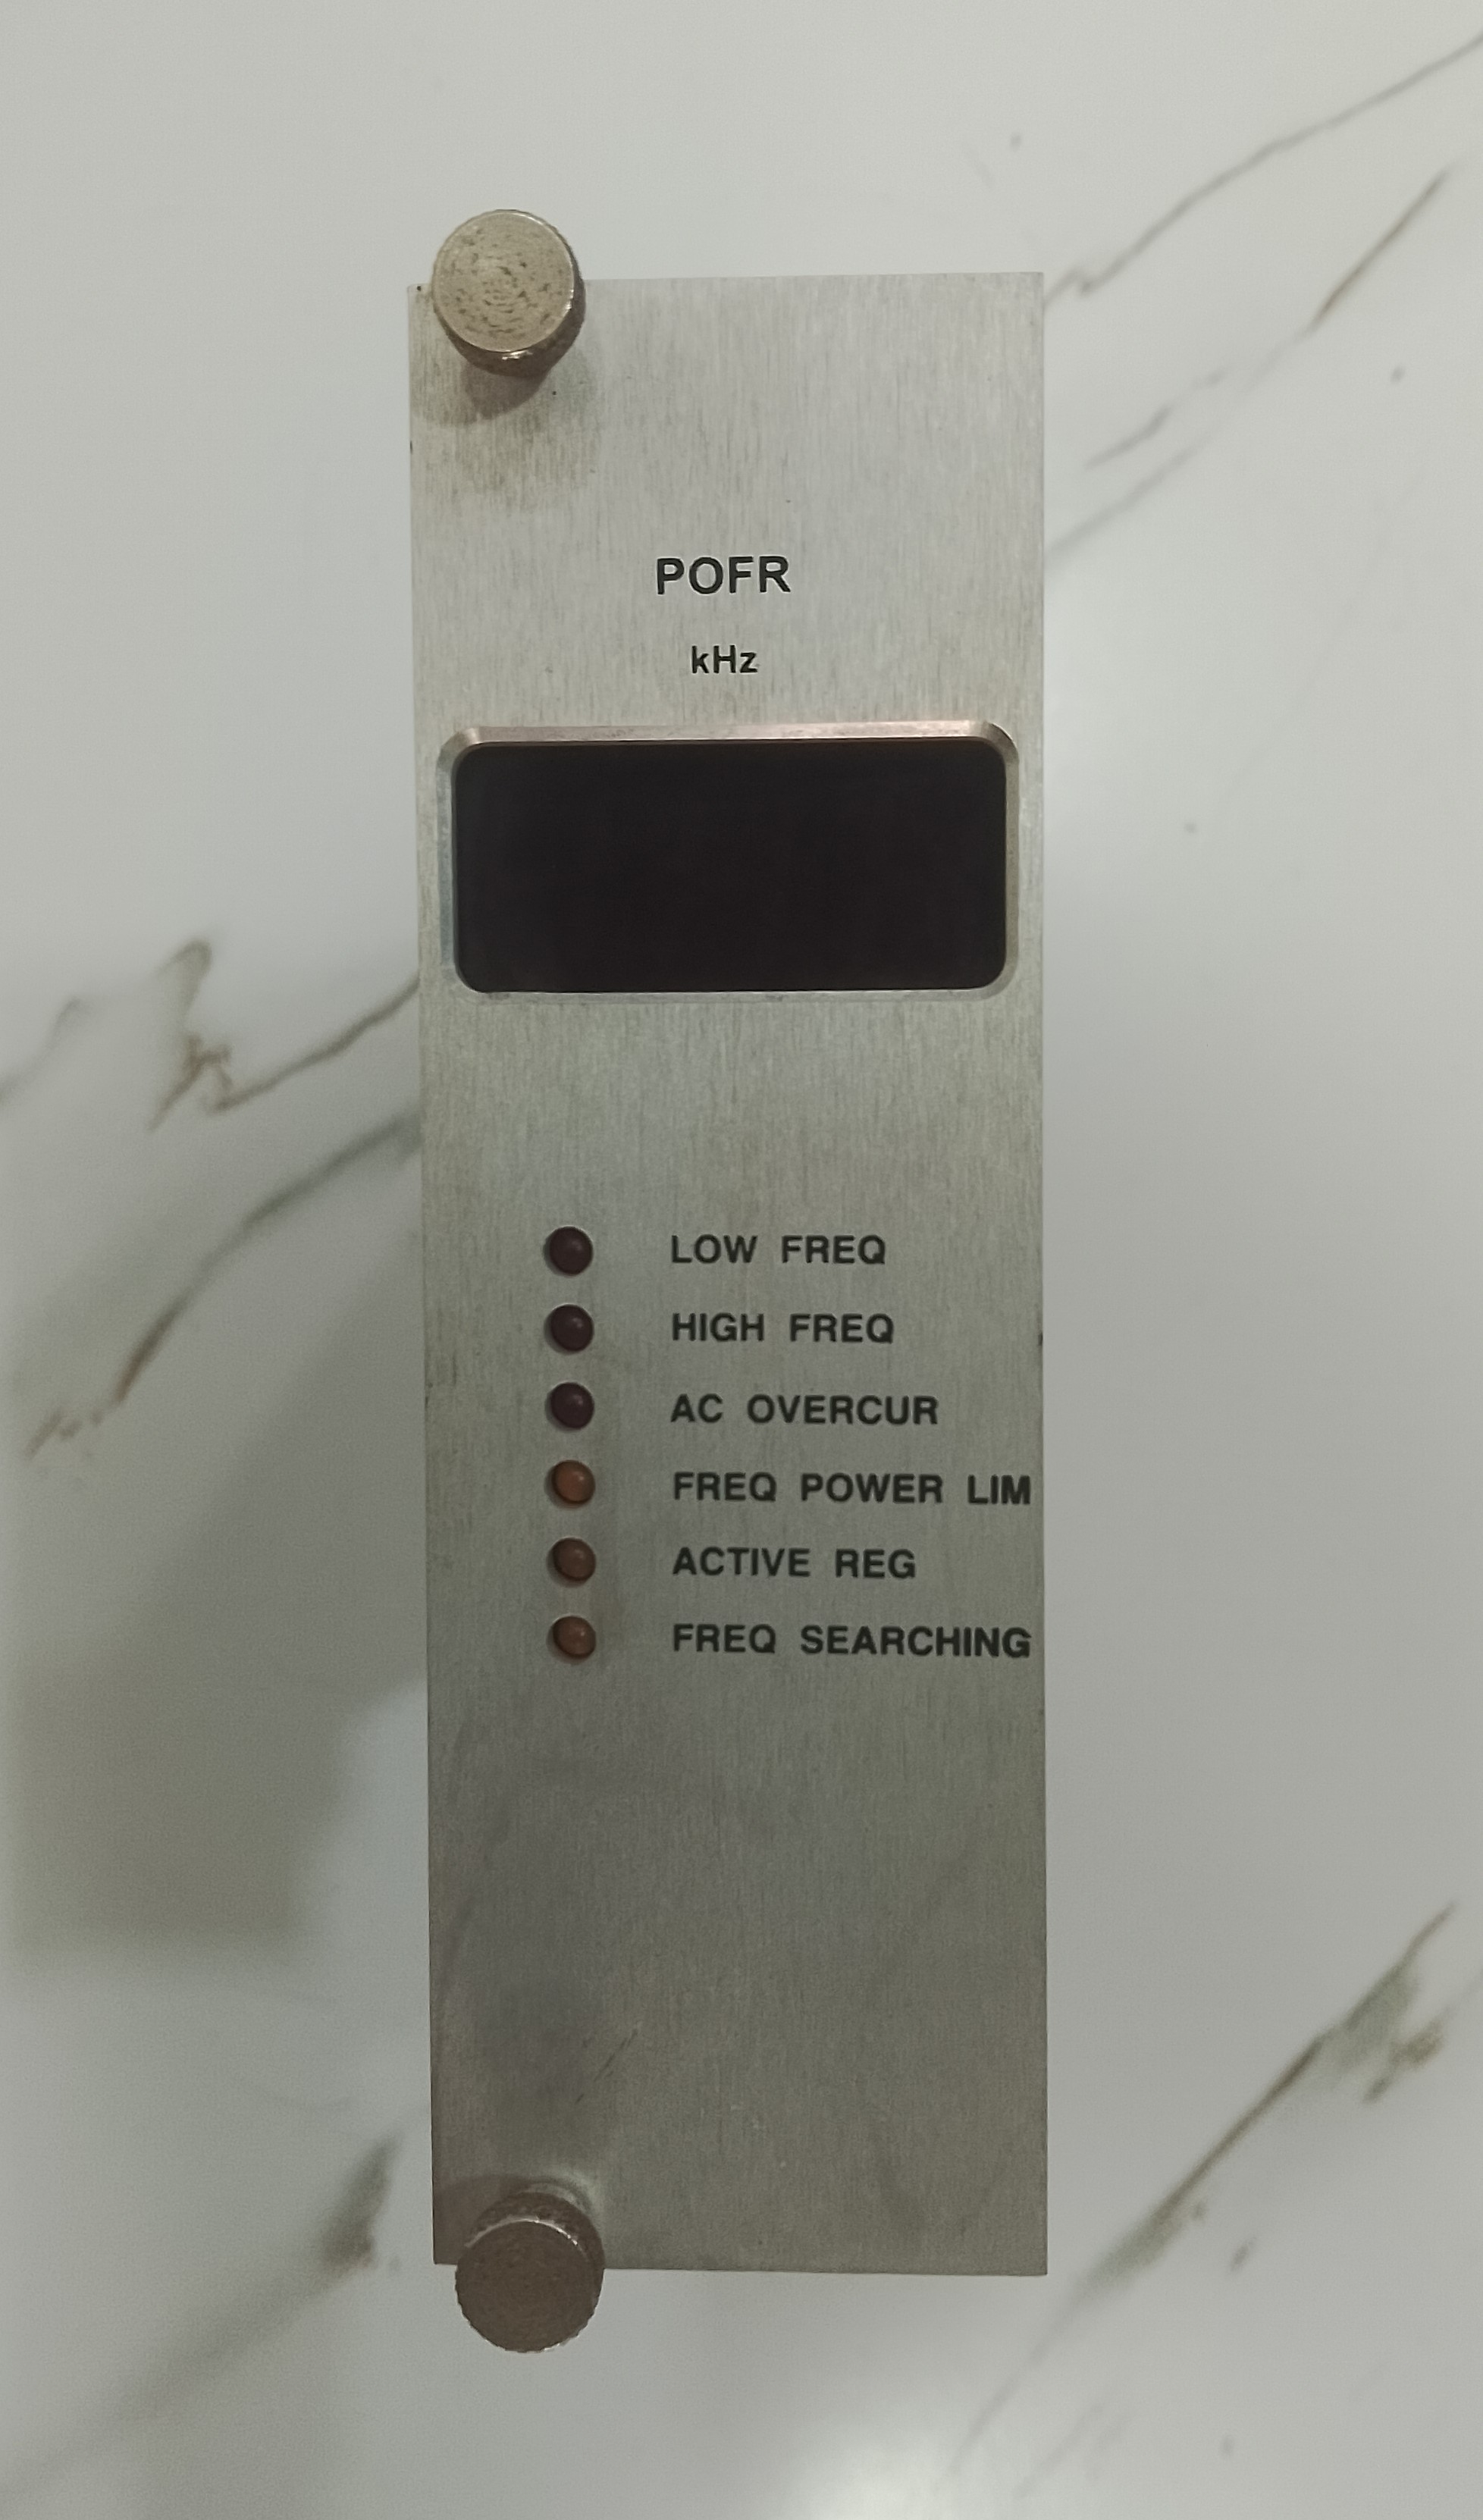 POFR
kHz
LOW FREQ
HIGH FREQ
AC OVERCUR
FREQ POWER LIM
ACTIVE REG
FREQ SEARCHING